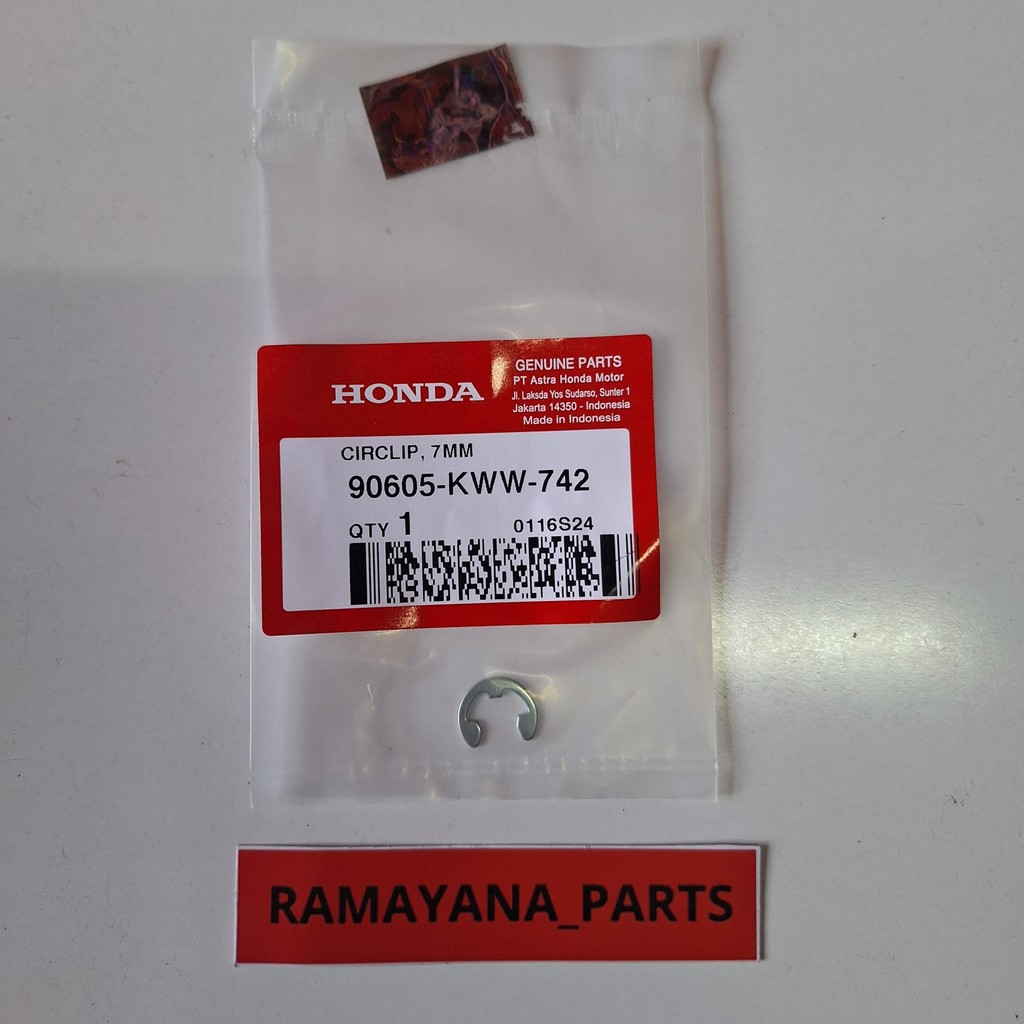 HONDA
GENUINE PARTS
PT Astra Honda Motor
Jl. Laksda Yos Sudarso, Sunter 1
Jakarta 14350 - Indonesia
Made in Indonesia
CIRCLIP, 7MM
90605-KWW-742
QTY 1 0116S24
RAMAYANA_PARTS